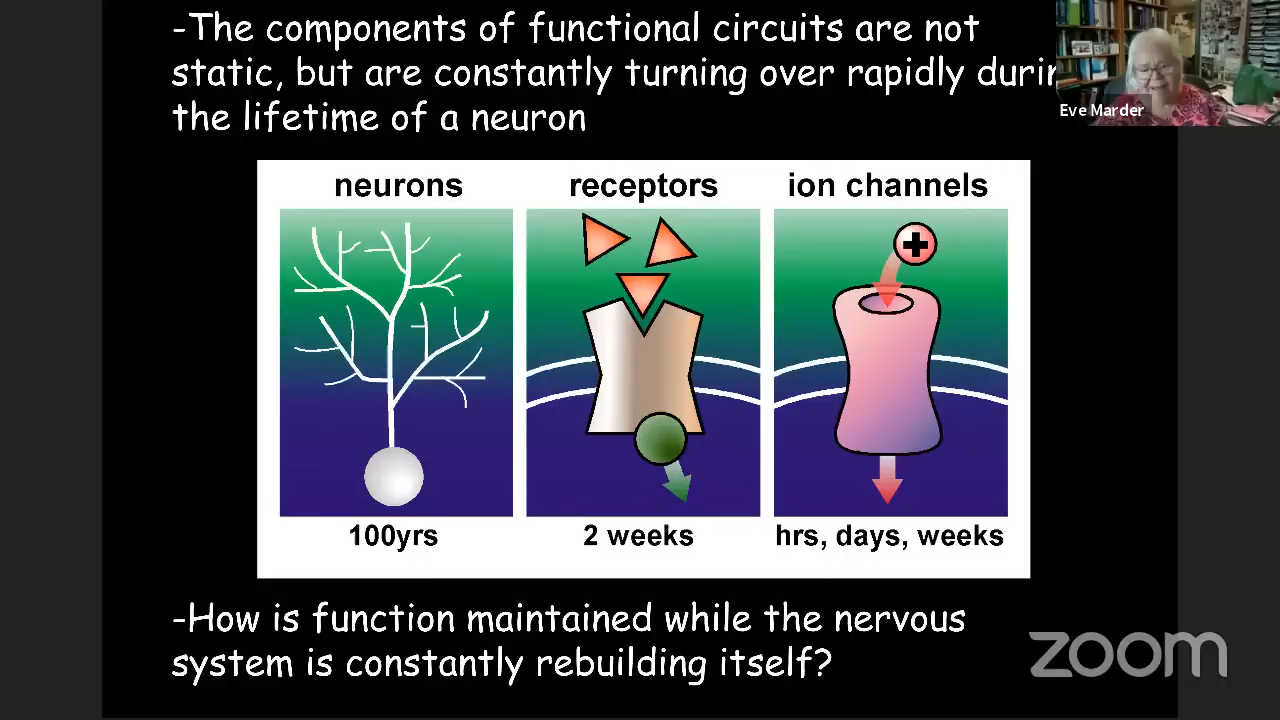 -The components of functional circuits are not
static, but are constantly turning over rapidly
the lifetime of a neuron
Eve Marder
neurons
receptors
ion channels
100yrs
2 weeks
hrs, days, weeks
-How is function maintained while the nervous
system is constantly rebuilding itself?
zoom